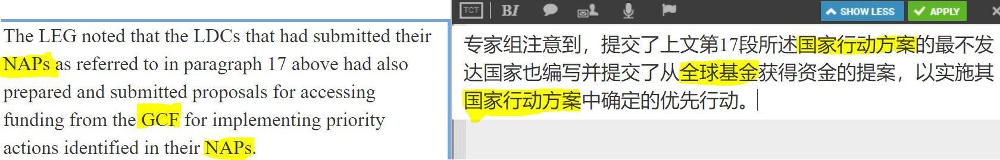 The LEG noted that the LDCs that had submitted their
NAPs as referred to in paragraph 17 above had also
prepared and submitted proposals for accessing
funding from the GCF for implementing priority
actions identified in their NAPs.
TCT
BI
SHOW LESS
APPLY
专家组注意到，提交了上文第17段所述国家行动方案的最不发
达国家也编写并提交了从全球基金获得资金的提案，以实施其
国家行动方案中确定的优先行动。